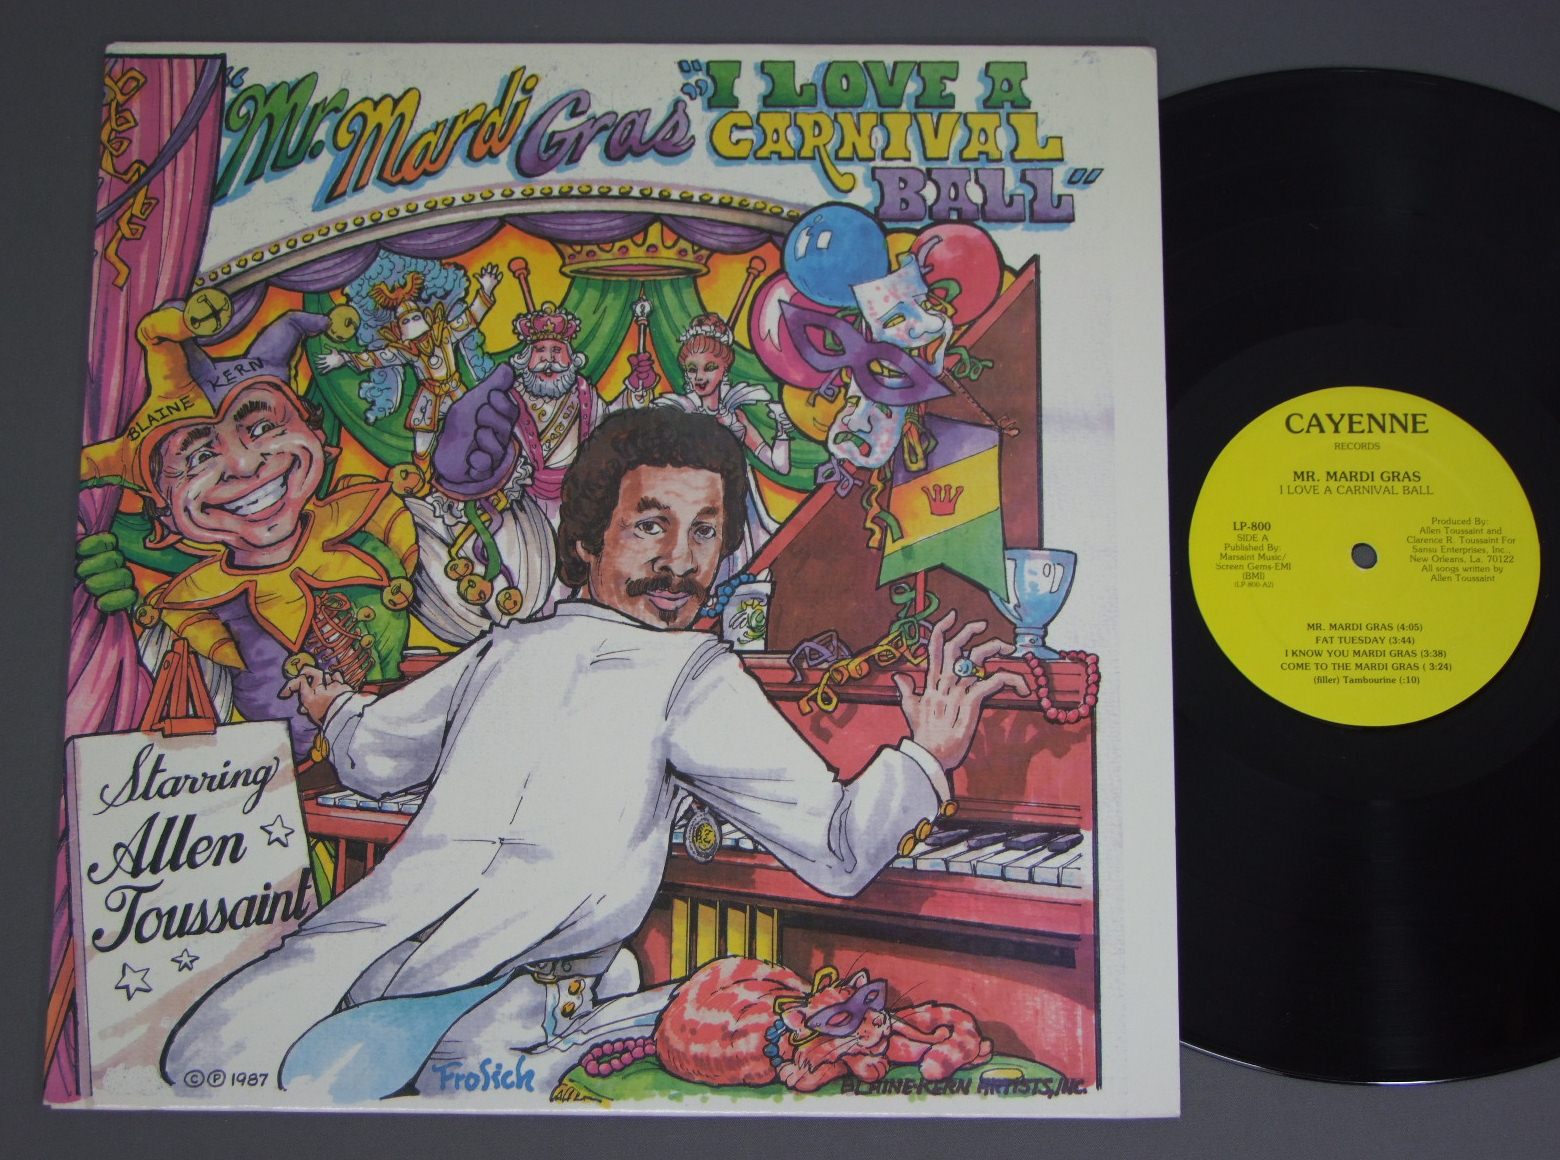 "Mr. Mardi Gras"
"I LOVE A
CARNIVAL
BALL"
BLAINE KERN
Starring
Allen
Toussaint
© ℗ 1987
FroSich
BLAINE KERN ARTISTS, INC.
CAYENNE
RECORDS
MR. MARDI GRAS
I LOVE A CARNIVAL BALL
LP-800
SIDE A
Published By:
Marsaint Music/
Screen Gems-EMI
(BMI)
(LP-800-A2)
Produced By:
Allen Toussaint and
Clarence R. Toussaint For
Sansu Enterprises, Inc.,
New Orleans, La. 70122
All songs written by
Allen Toussaint
MR. MARDI GRAS (4:05)
FAT TUESDAY (3:44)
I KNOW YOU MARDI GRAS (3:38)
COME TO THE MARDI GRAS ( 3:24)
(filler) Tambourine (:10)